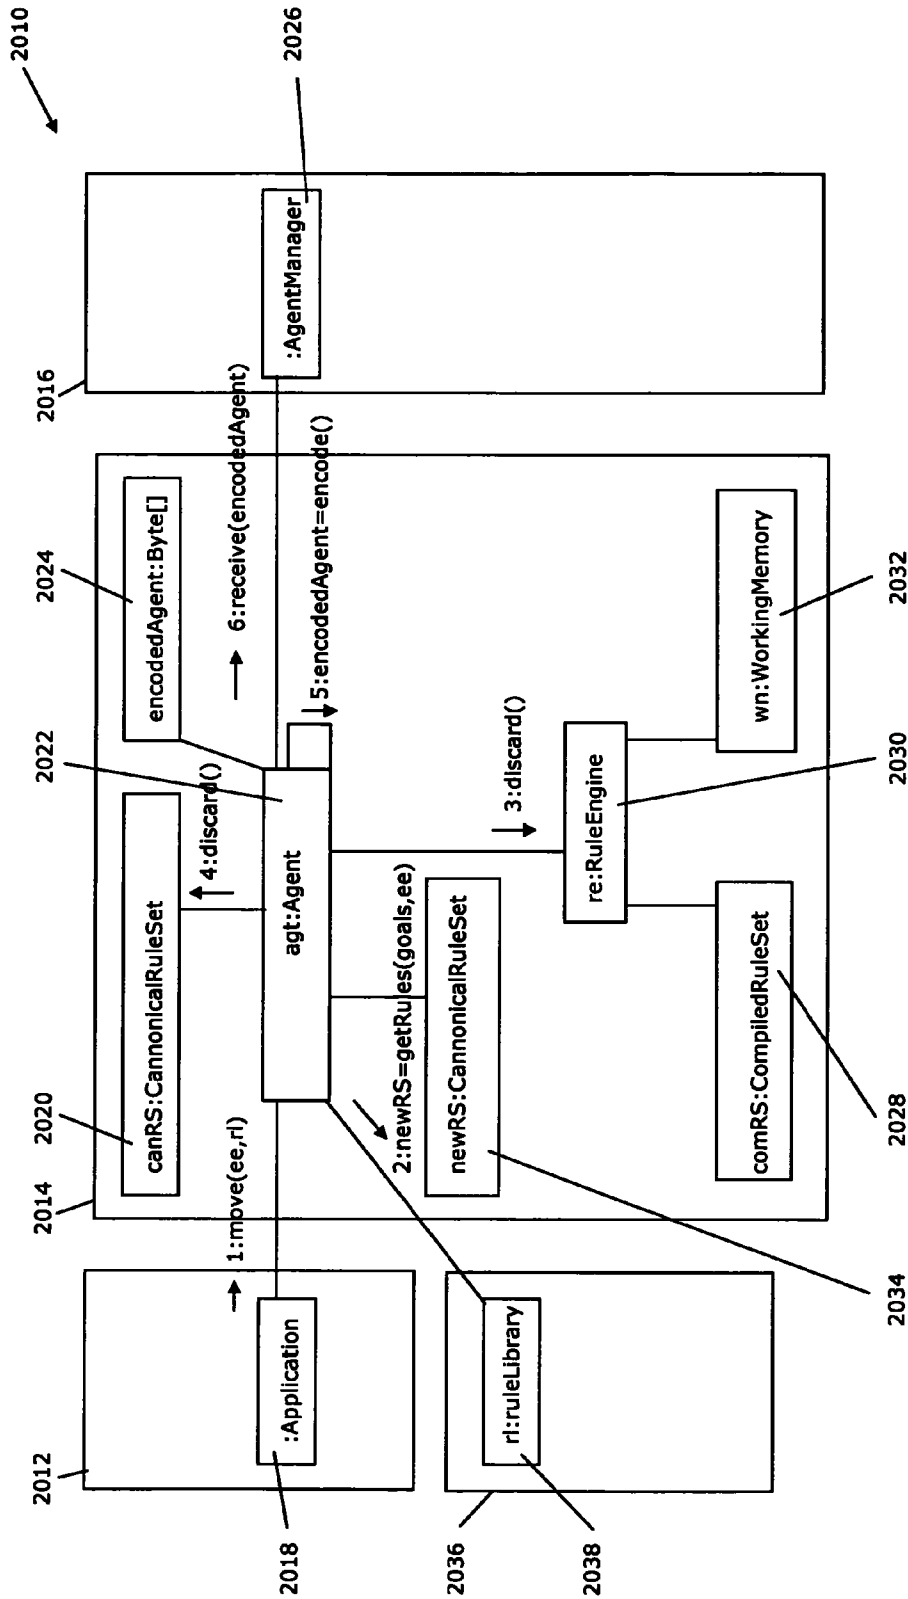 2010
2012
2014
2016
2020
2022
2024
2026
canRS:CannonicalRuleSet
encodedAgent:Byte[]
1:move(ee,rl)
4:discard()
6:receive(encodedAgent)
:Application
agt:Agent
:AgentManager
5:encodedAgent=encode()
2018
2:newRS=getRules(goals,ee)
newRS:CannonicalRuleSet
3:discard()
2036
rl:ruleLibrary
re:RuleEngine
2038
comRS:CompiledRuleSet
wn:WorkingMemory
2034
2028
2030
2032